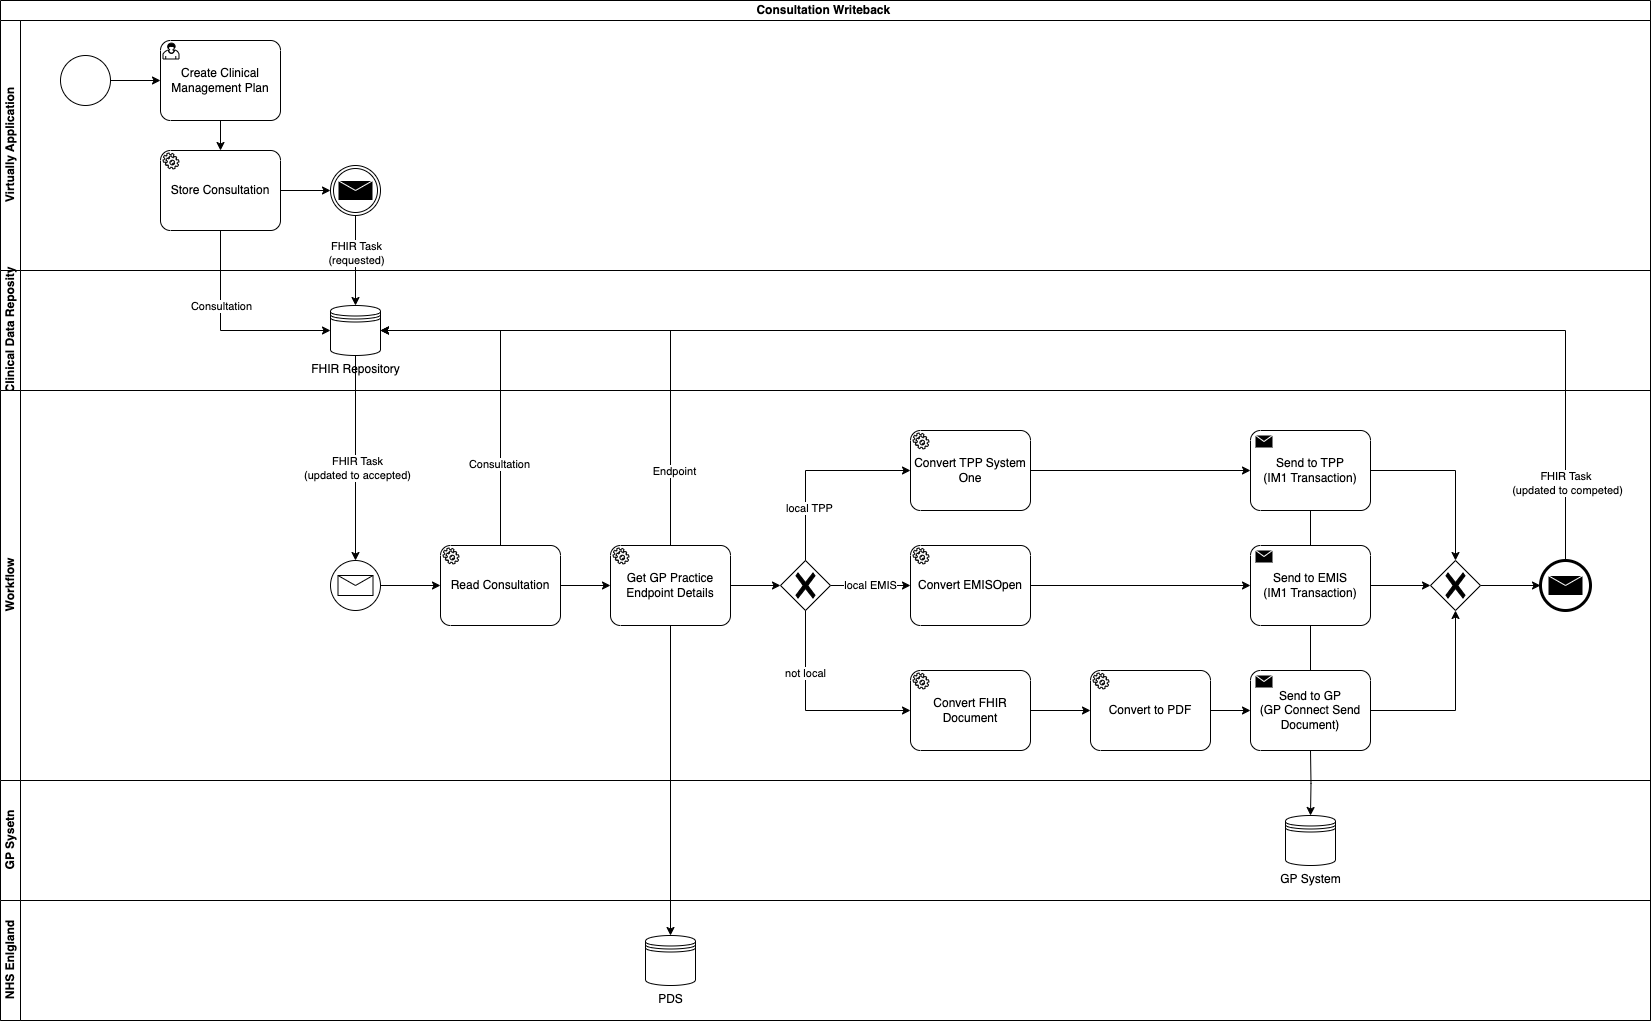 Consultation Writeback
Virtually Application
Create Clinical
Management Plan
Store Consultation
FHIR Task
(requested)
Clinical Data Reposity
Consultation
FHIR Repository
Workflow
FHIR Task
(updated to accepted)
Consultation
Endpoint
FHIR Task
(updated to competed)
local TPP
Convert TPP System
One
Send to TPP
(IM1 Transaction)
Read Consultation
Get GP Practice
Endpoint Details
local EMIS
Convert EMISOpen
Send to EMIS
(IM1 Transaction)
not local
Convert FHIR
Document
Convert to PDF
Send to GP
(GP Connect Send
Document)
GP Sysetn
GP System
NHS Enlgland
PDS